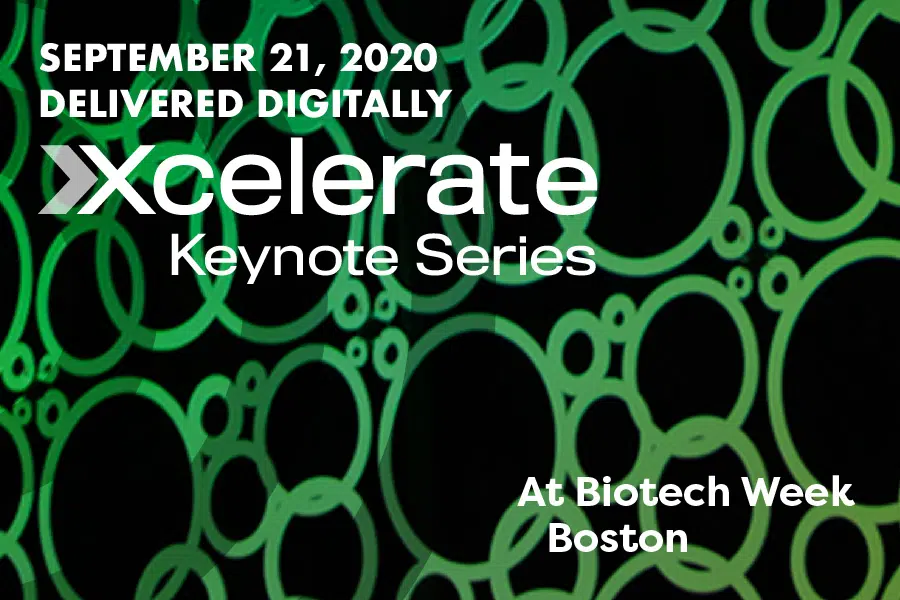 SEPTEMBER 21, 2020
DELIVERED DIGITALLY
Xcelerate
Keynote Series
At Biotech Week
Boston